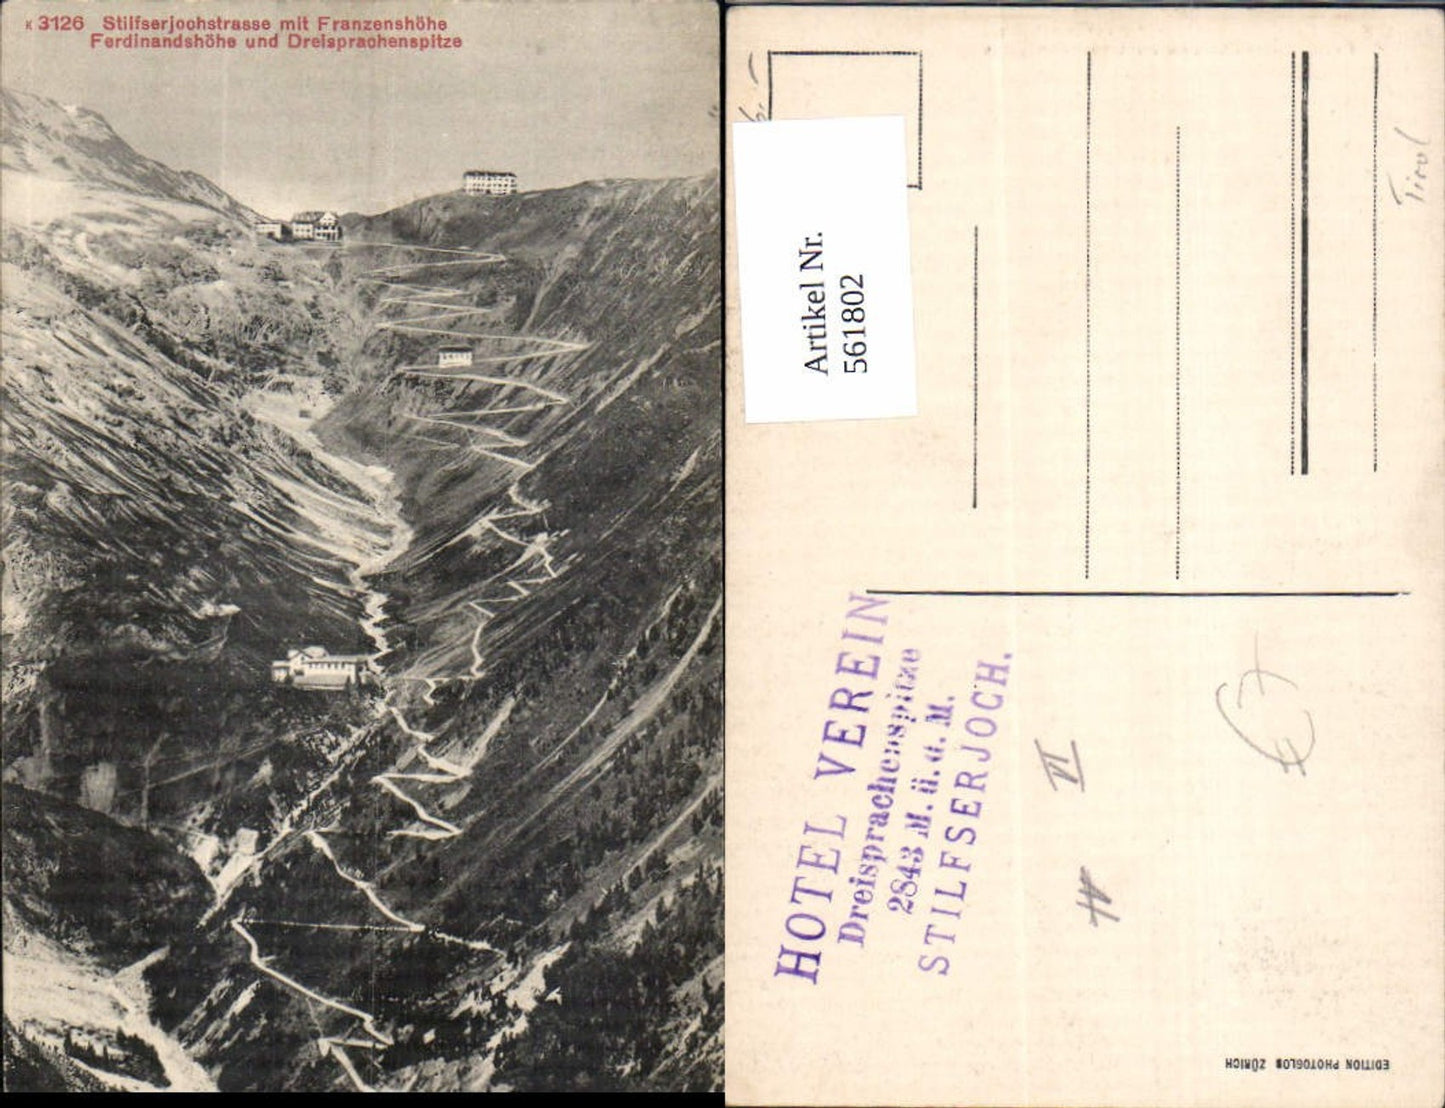 K 3126 Stilfserjochstrasse mit Franzenshöhe
Ferdinandshöhe und Dreisprachenspitze
Artikel Nr.
561802
Tirol
HOTEL VEREIN
Dreisprachenspitze
2843 M. ü. a. M.
STILFSERJOCH.
VI
EDITION PHOTOGLOB ZÜRICH